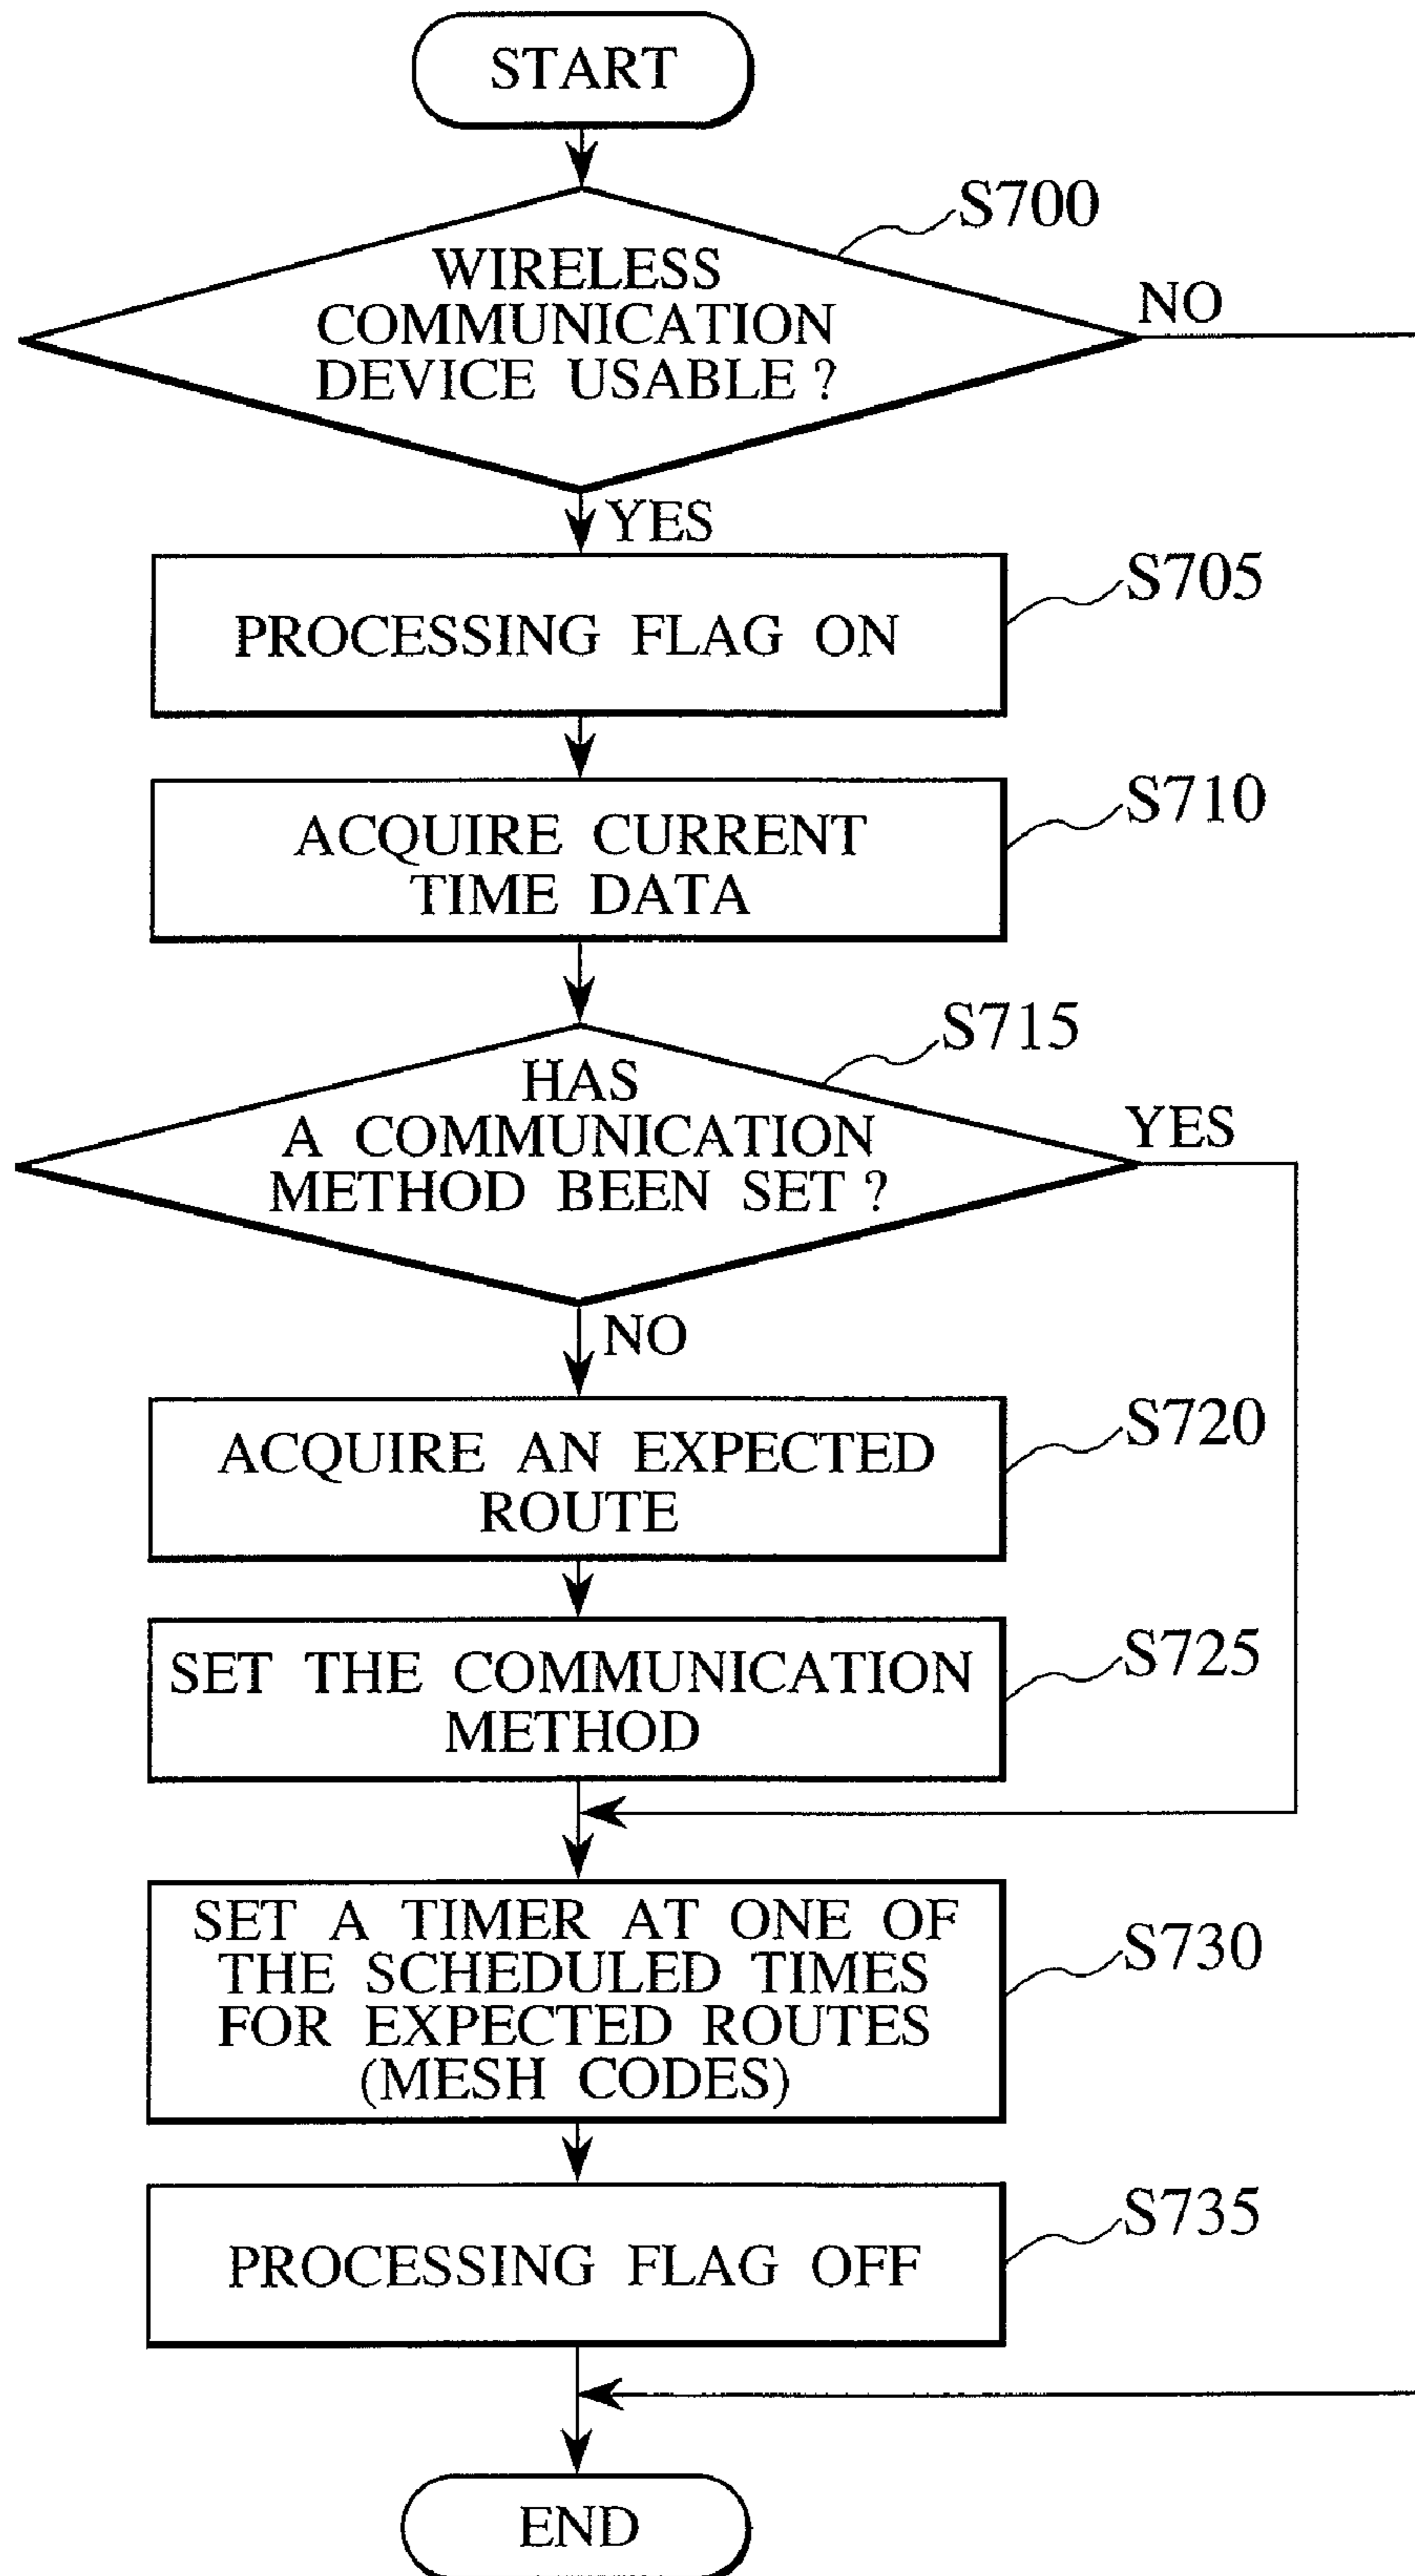 START
S700
WIRELESS
COMMUNICATION
DEVICE USABLE ?
NO
YES
S705
PROCESSING FLAG ON
S710
ACQUIRE CURRENT
TIME DATA
S715
HAS
A COMMUNICATION
METHOD BEEN SET ?
YES
NO
S720
ACQUIRE AN EXPECTED
ROUTE
S725
SET THE COMMUNICATION
METHOD
S730
SET A TIMER AT ONE OF
THE SCHEDULED TIMES
FOR EXPECTED ROUTES
(MESH CODES)
S735
PROCESSING FLAG OFF
END